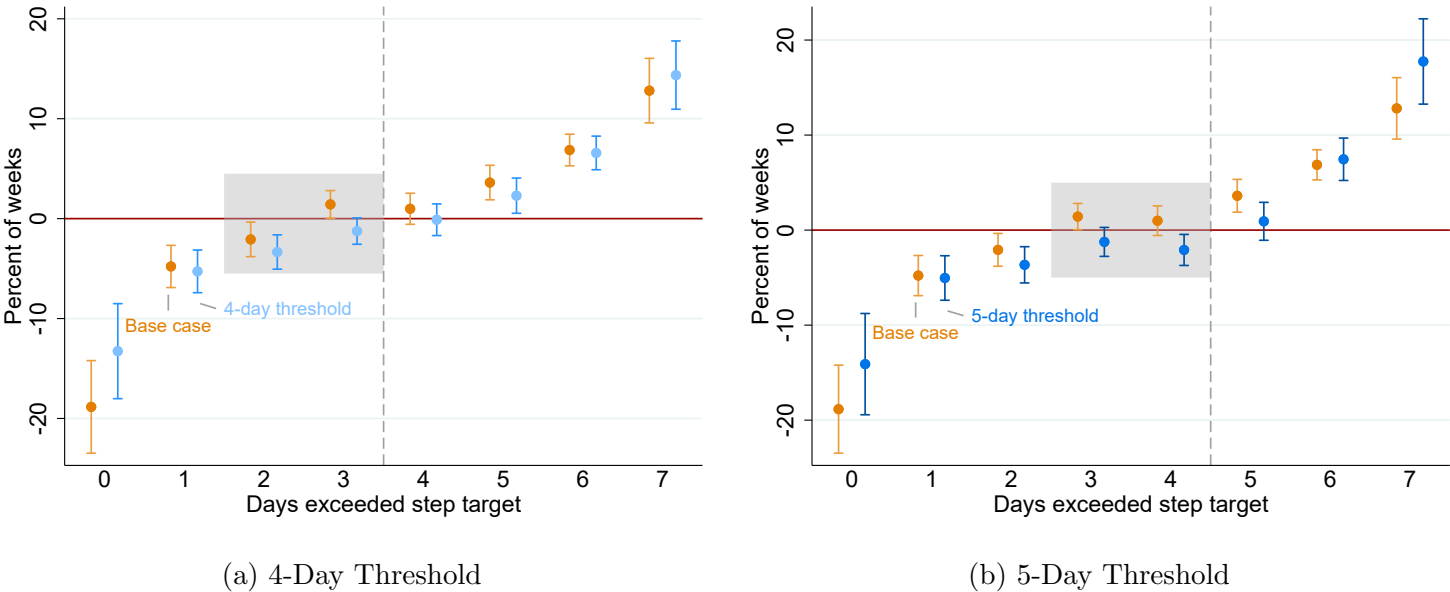 Percent of weeks
20
10
0
-10
-20
Base case
4-day threshold
0 1 2 3 4 5 6 7
Days exceeded step target
(a) 4-Day Threshold
Percent of weeks
20
10
0
-10
-20
Base case
5-day threshold
0 1 2 3 4 5 6 7
Days exceeded step target
(b) 5-Day Threshold